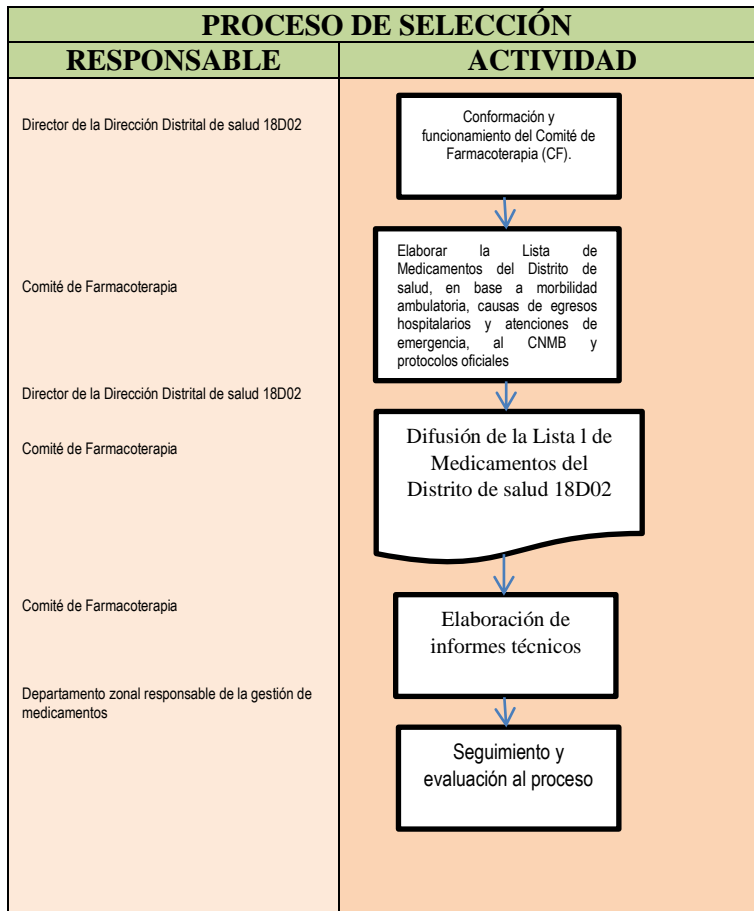 PROCESO DE SELECCIÓN
RESPONSABLE
ACTIVIDAD
Director de la Dirección Distrital de salud 18D02
Conformación y
funcionamiento del Comité de
Farmacoterapia (CF).
Comité de Farmacoterapia
Elaborar la Lista de
Medicamentos del Distrito de
salud, en base a morbilidad
ambulatoria, causas de egresos
hospitalarios y atenciones de
emergencia, al CNMB y
protocolos oficiales
Director de la Dirección Distrital de salud 18D02
Comité de Farmacoterapia
Difusión de la Lista l de
Medicamentos del
Distrito de salud 18D02
Comité de Farmacoterapia
Elaboración de
informes técnicos
Departamento zonal responsable de la gestión de
medicamentos
Seguimiento y
evaluación al proceso